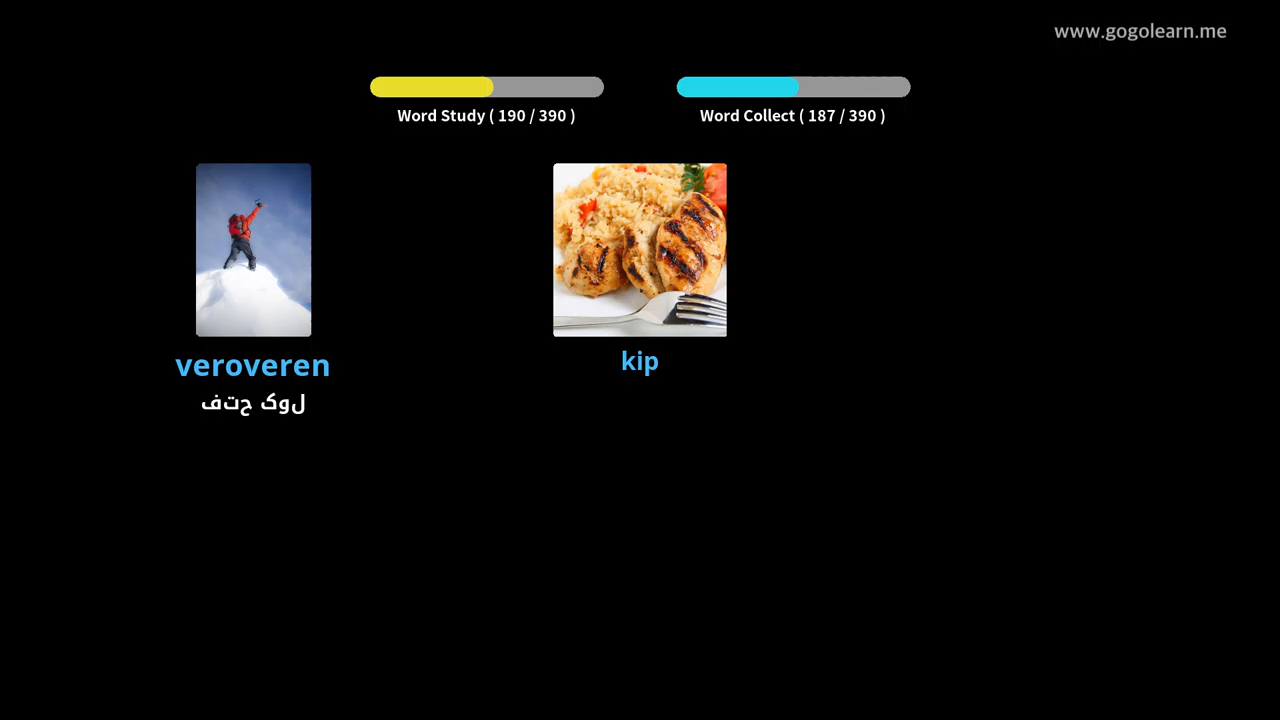 www.gogolearn.me
Word Study ( 190 / 390 )
Word Collect ( 187 / 390 )
veroveren
فتح کول
kip